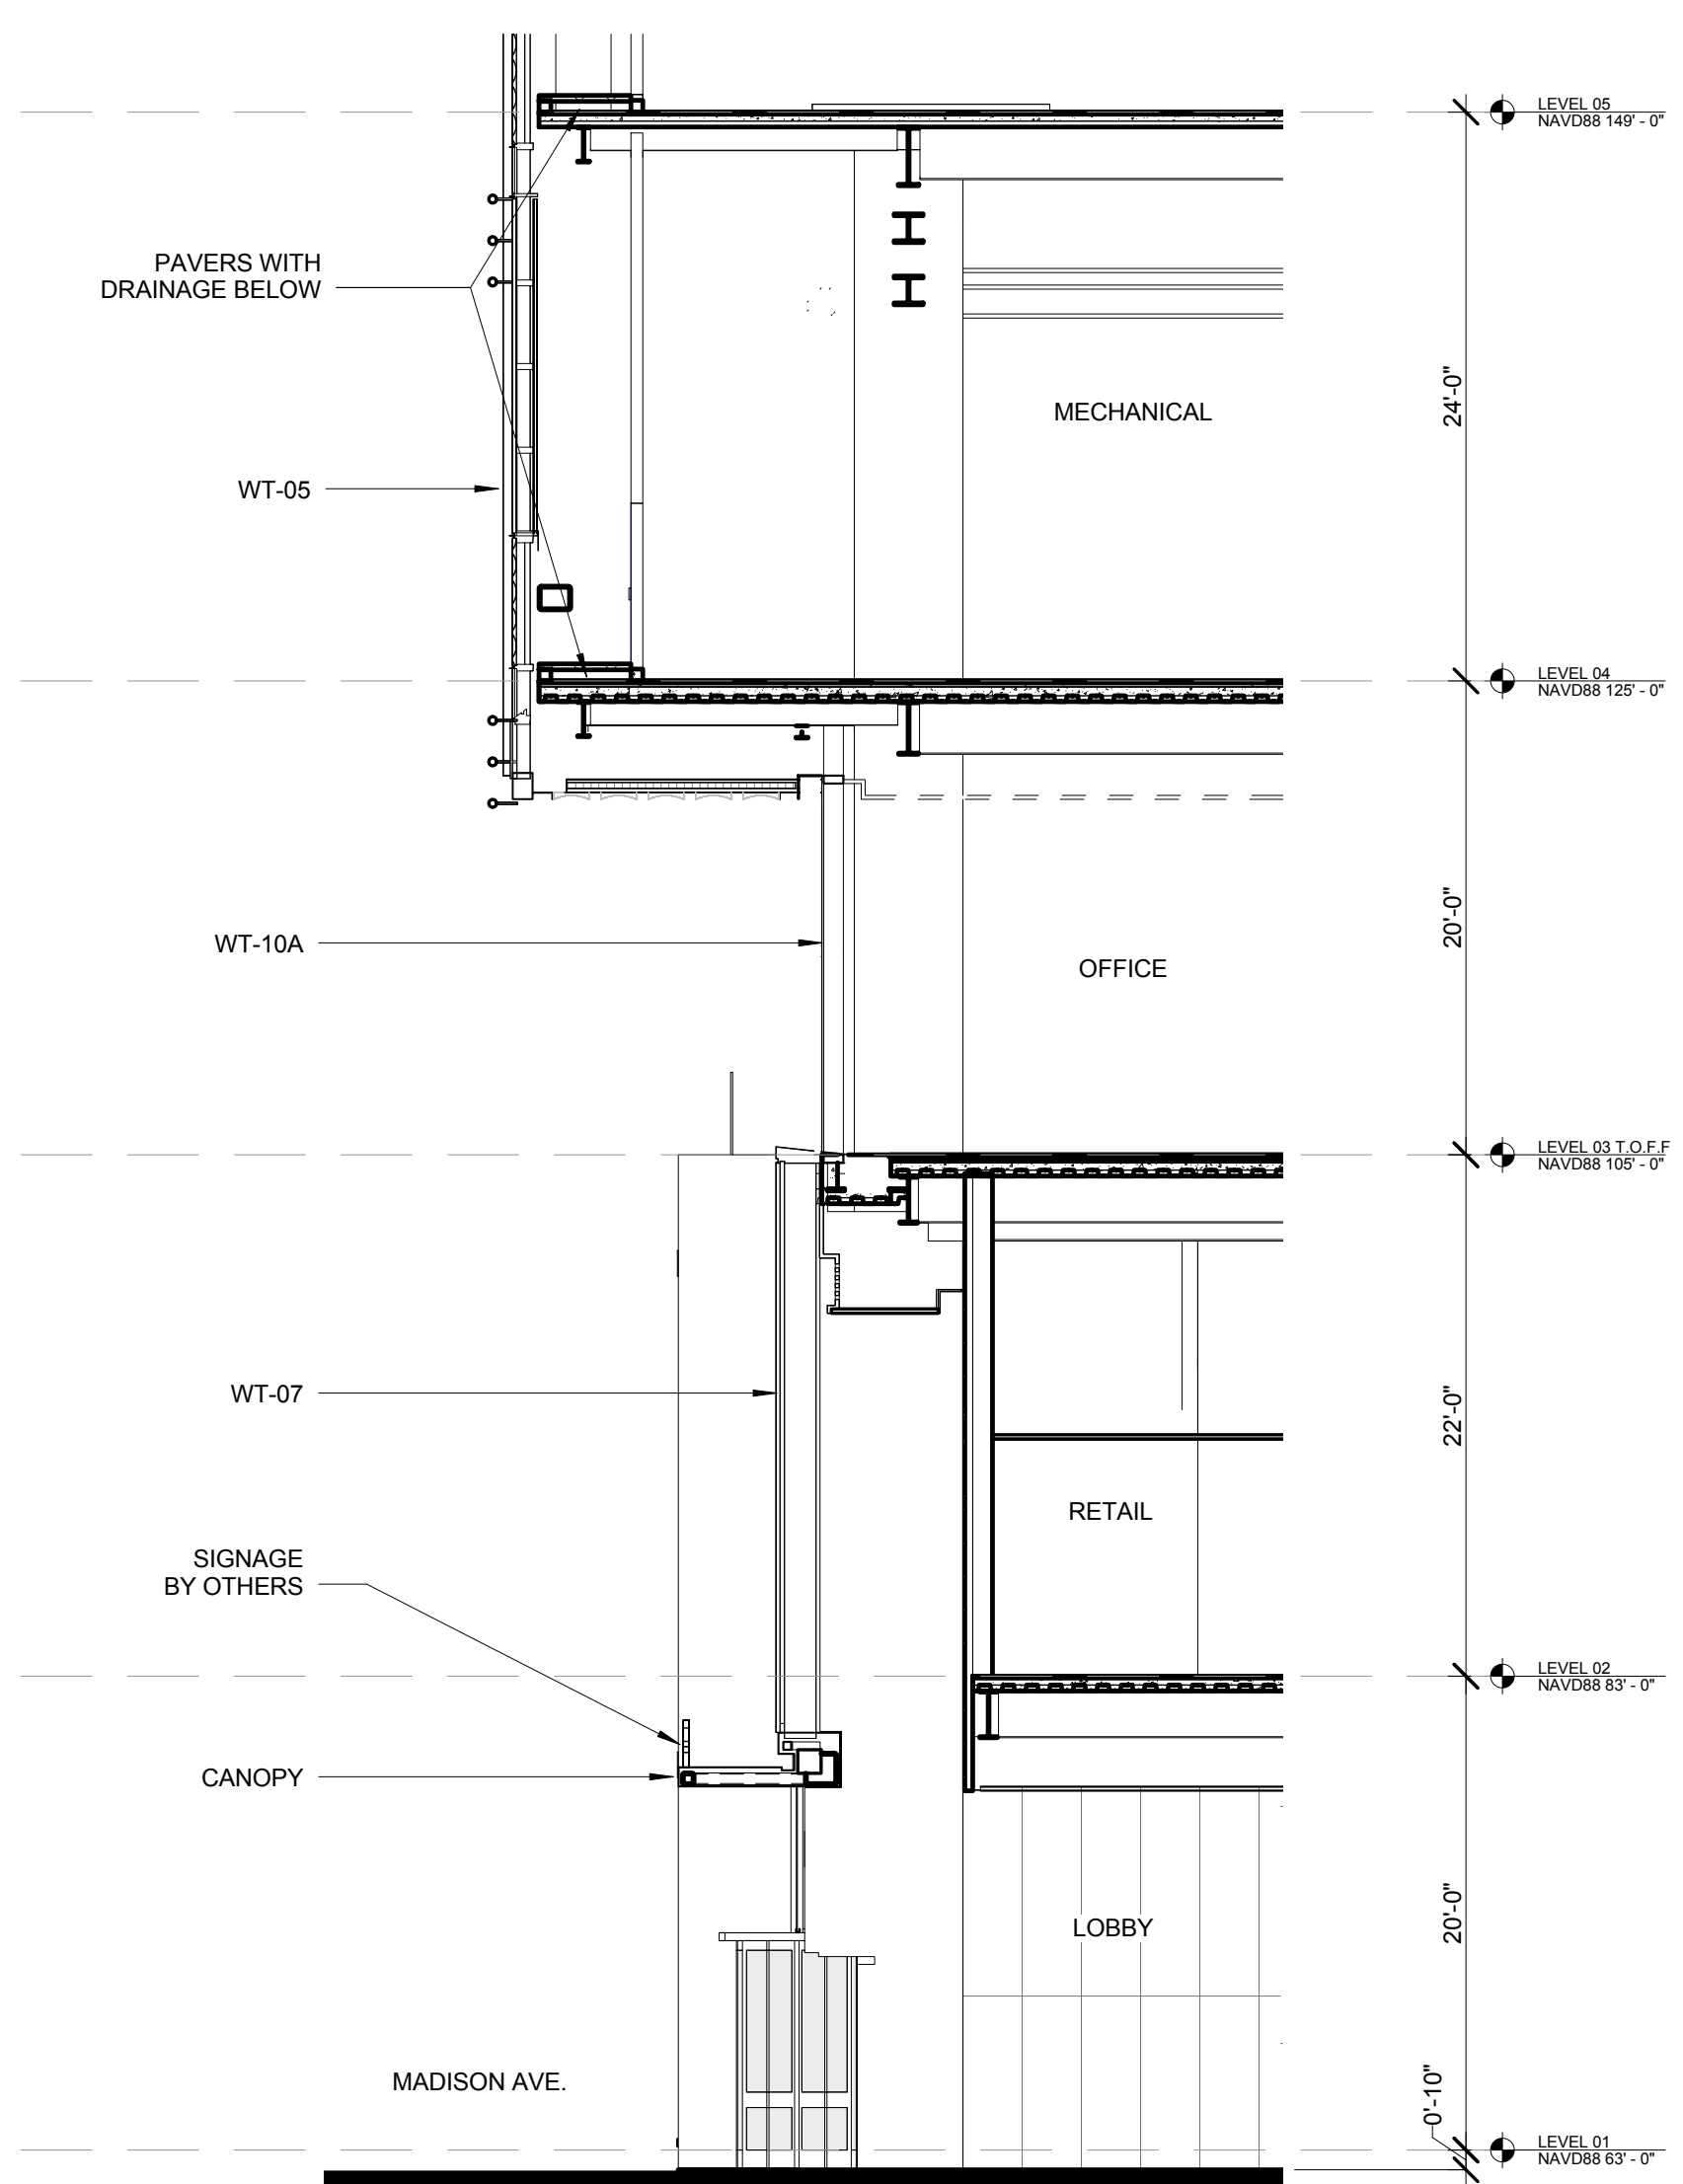 LEVEL 05
NAVD88 149' - 0"
PAVERS WITH
DRAINAGE BELOW
24'-0"
MECHANICAL
WT-05
LEVEL 04
NAVD88 125' - 0"
20'-0"
WT-10A
OFFICE
LEVEL 03 T.O.F.F
NAVD88 105' - 0"
WT-07
22'-0"
RETAIL
SIGNAGE
BY OTHERS
LEVEL 02
NAVD88 83' - 0"
CANOPY
20'-0"
LOBBY
MADISON AVE.
0'-10"
LEVEL 01
NAVD88 63' - 0"